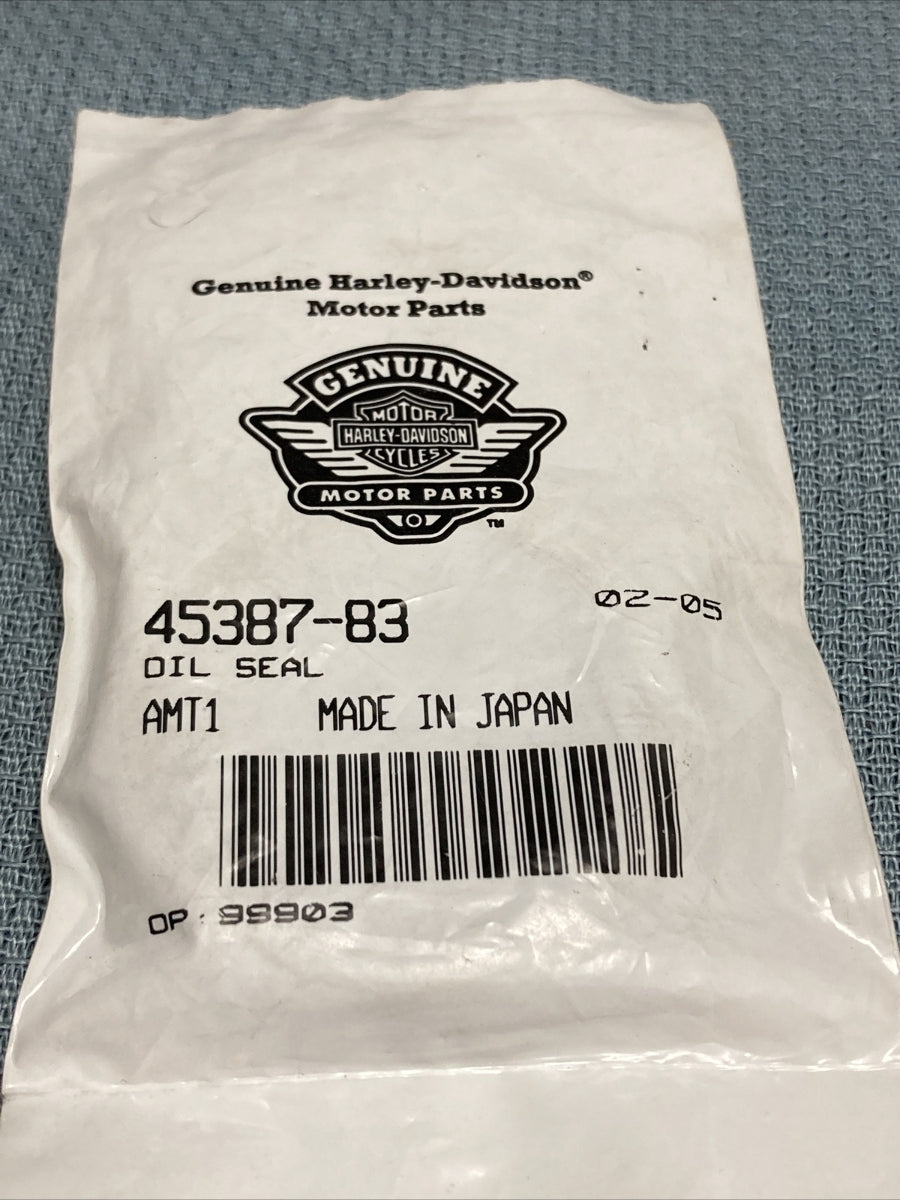 Genuine Harley-Davidson®
Motor Parts
GENUINE
MOTOR
HARLEY-DAVIDSON
CYCLES
MOTOR PARTS
TM
45387-83
02-05
OIL SEAL
AMT1 MADE IN JAPAN
OP: 99903